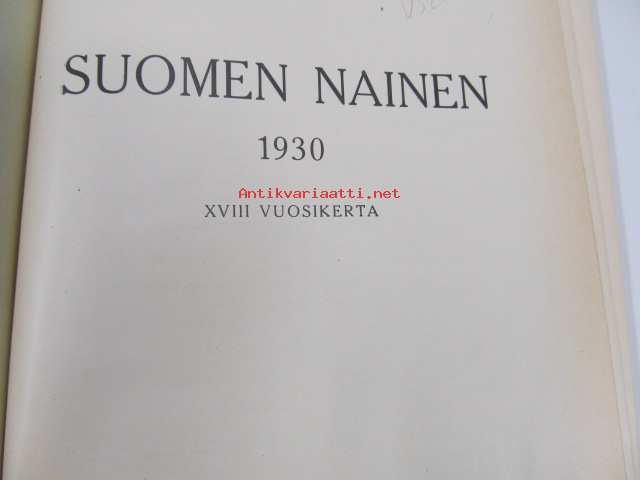 SUOMEN NAINEN
1930
Antikvariaatti.net
XVIII VUOSIKERTA